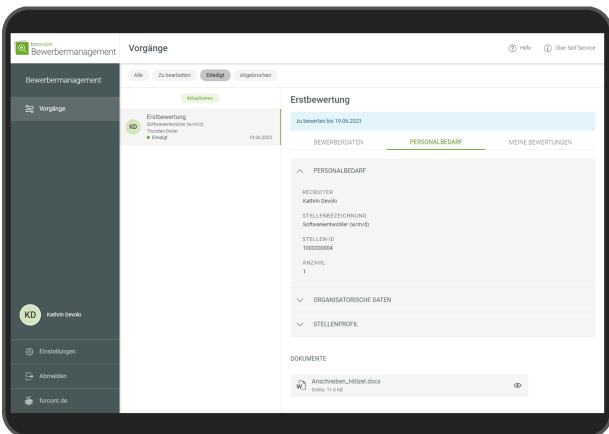 forpeople
Bewerbermanagement
Vorgänge
Hilfe
Über Self Service
Bewerbermanagement
Alle
Zu bearbeiten
Erledigt
Abgebrochen
Vorgänge
Aktualisieren
KD
Erstbewertung
Softwareentwickler (w/m/d)
Thorsten Dreier
Erledigt
19.06.2023
Erstbewertung
zu bewerten bis 19.06.2023
BEWERBERDATEN
PERSONALBEDARF
MEINE BEWERTUNGEN
PERSONALBEDARF
RECRUITER
Kathrin Devolo
STELLENBEZEICHNUNG
Softwareentwickler (w/m/d)
STELLEN-ID
1000000004
ANZAHL
1
ORGANISATORISCHE DATEN
STELLENPROFIL
DOKUMENTE
Anschreiben_Hölzel.docx
Größe: 11.6 KB
KD
Kathrin Devolo
Einstellungen
Abmelden
forcont.de